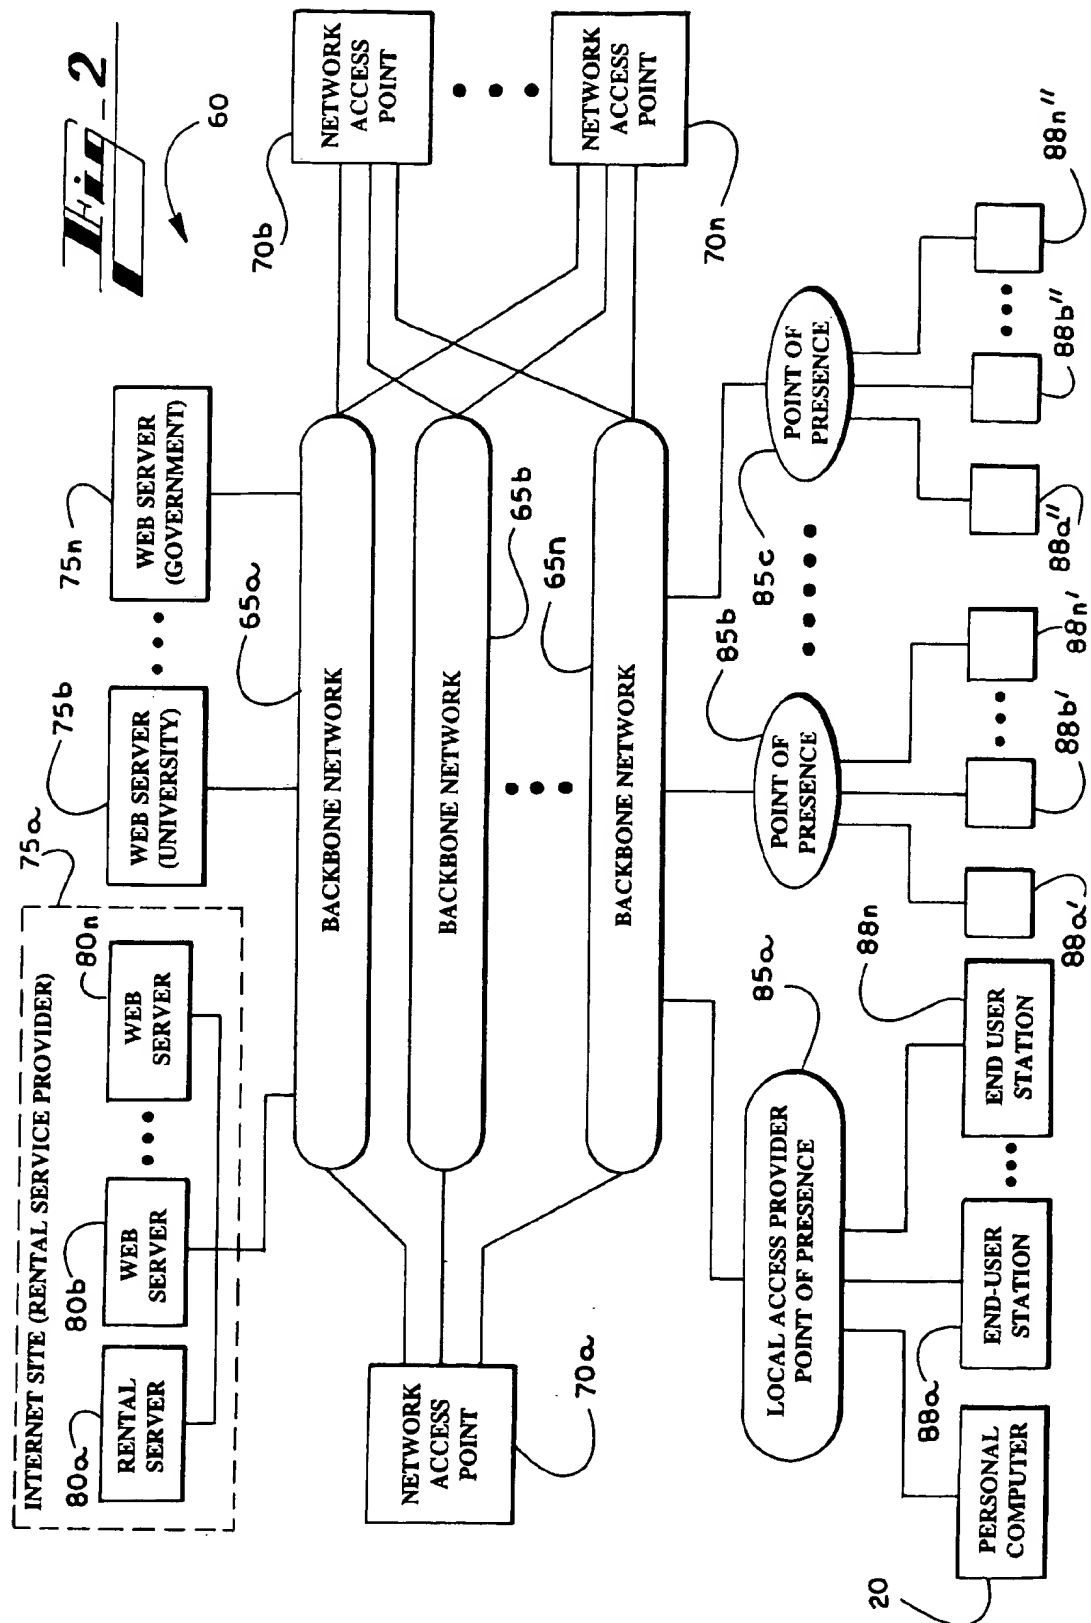 Fig_2
60
INTERNET SITE (RENTAL SERVICE PROVIDER)
75a
80a
RENTAL
SERVER
80b
WEB
SERVER
80n
WEB
SERVER
75b
WEB SERVER
(UNIVERSITY)
75n
WEB SERVER
(GOVERNMENT)
65a
BACKBONE NETWORK
BACKBONE NETWORK
65b
65n
BACKBONE NETWORK
NETWORK
ACCESS
POINT
70a
70b
NETWORK
ACCESS
POINT
NETWORK
ACCESS
POINT
70n
LOCAL ACCESS PROVIDER
POINT OF PRESENCE
85a
85b
POINT OF
PRESENCE
85c
POINT OF
PRESENCE
20
PERSONAL
COMPUTER
88a
END-USER
STATION
88n
END USER
STATION
88a'
88b'
88n'
88a"
88b"
88n"